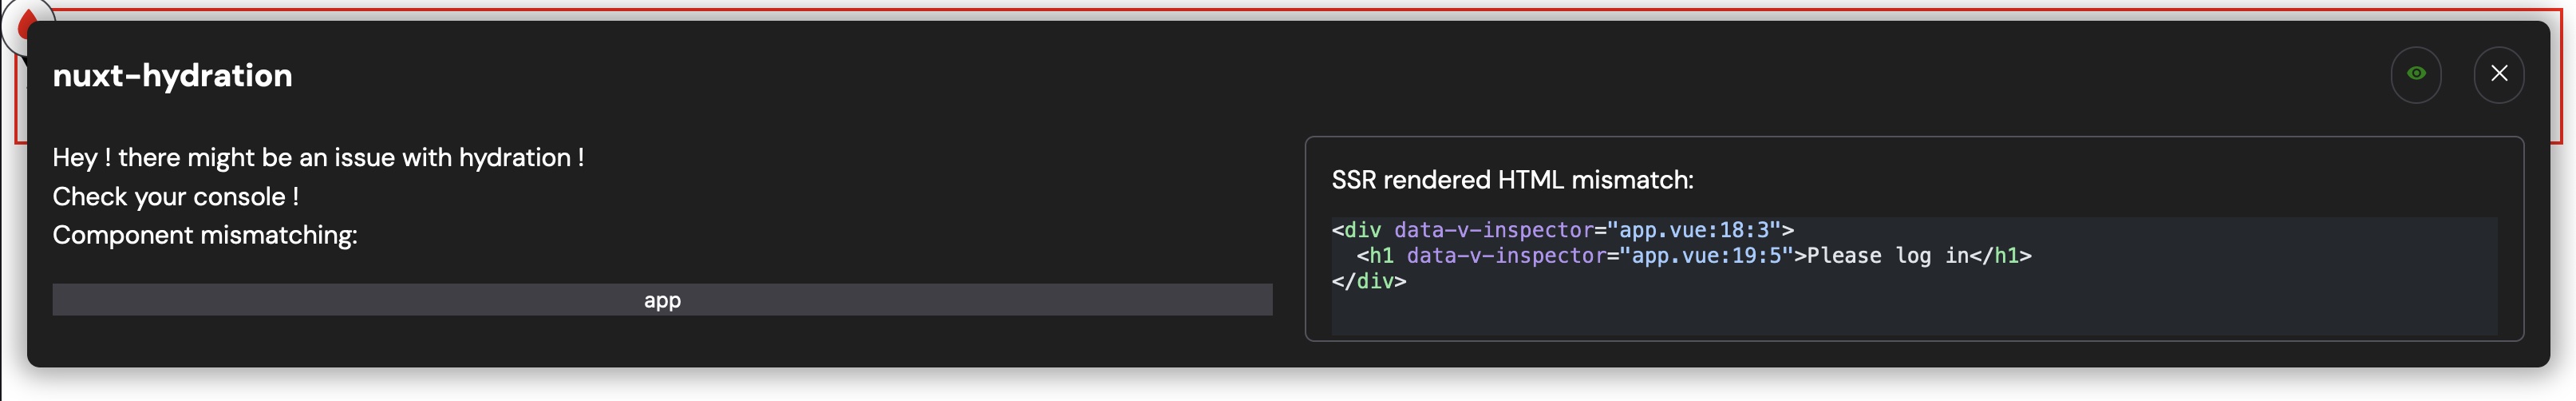 nuxt-hydration
Hey ! there might be an issue with hydration !
Check your console !
Component mismatching:
app
SSR rendered HTML mismatch:
<div data-v-inspector="app.vue:18:3">
  <h1 data-v-inspector="app.vue:19:5">Please log in</h1>
</div>